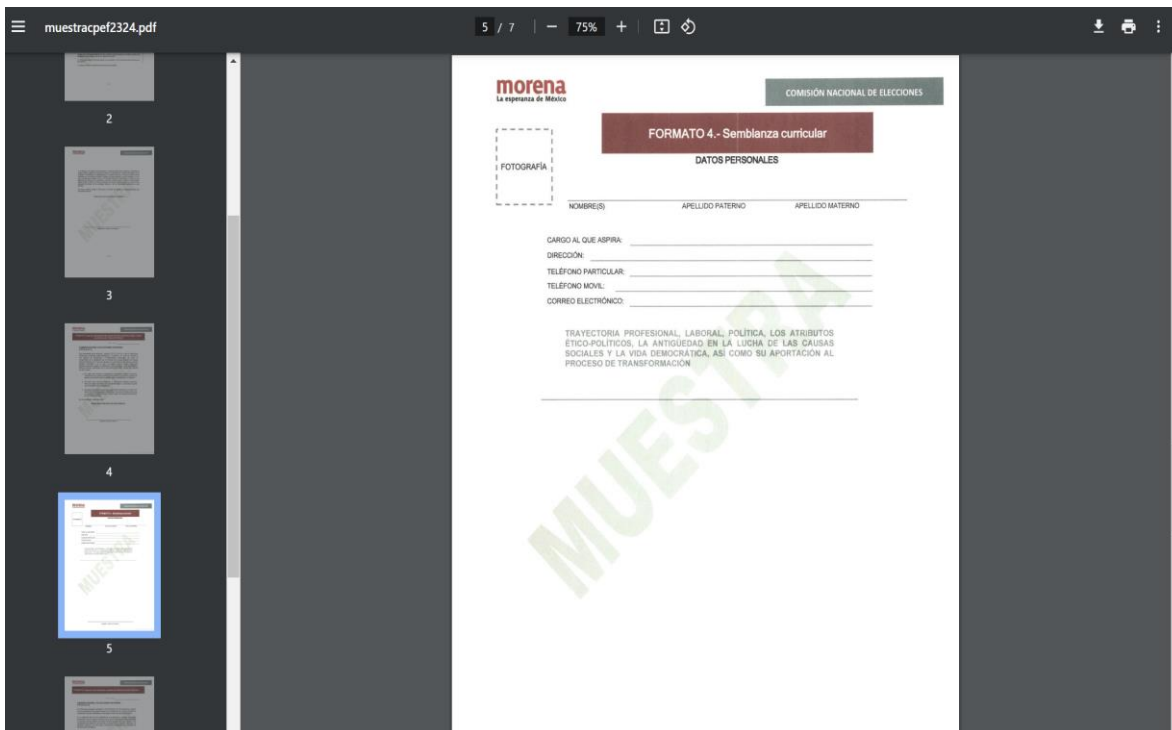 muestracpef2324.pdf
5 / 7
75%
2
3
4
5
morena
La esperanza de México
COMISIÓN NACIONAL DE ELECCIONES
FORMATO 4.- Semblanza curricular
DATOS PERSONALES
FOTOGRAFÍA
NOMBRE(S) APELLIDO PATERNO APELLIDO MATERNO
CARGO AL QUE ASPIRA:
DIRECCIÓN:
TELÉFONO PARTICULAR:
TELÉFONO MOVIL:
CORREO ELECTRÓNICO:
TRAYECTORIA PROFESIONAL, LABORAL, POLÍTICA, LOS ATRIBUTOS
ÉTICO-POLÍTICOS, LA ANTIGÜEDAD EN LA LUCHA DE LAS CAUSAS
SOCIALES Y LA VIDA DEMOCRÁTICA, ASÍ COMO SU APORTACIÓN AL
PROCESO DE TRANSFORMACIÓN
MUESTRA